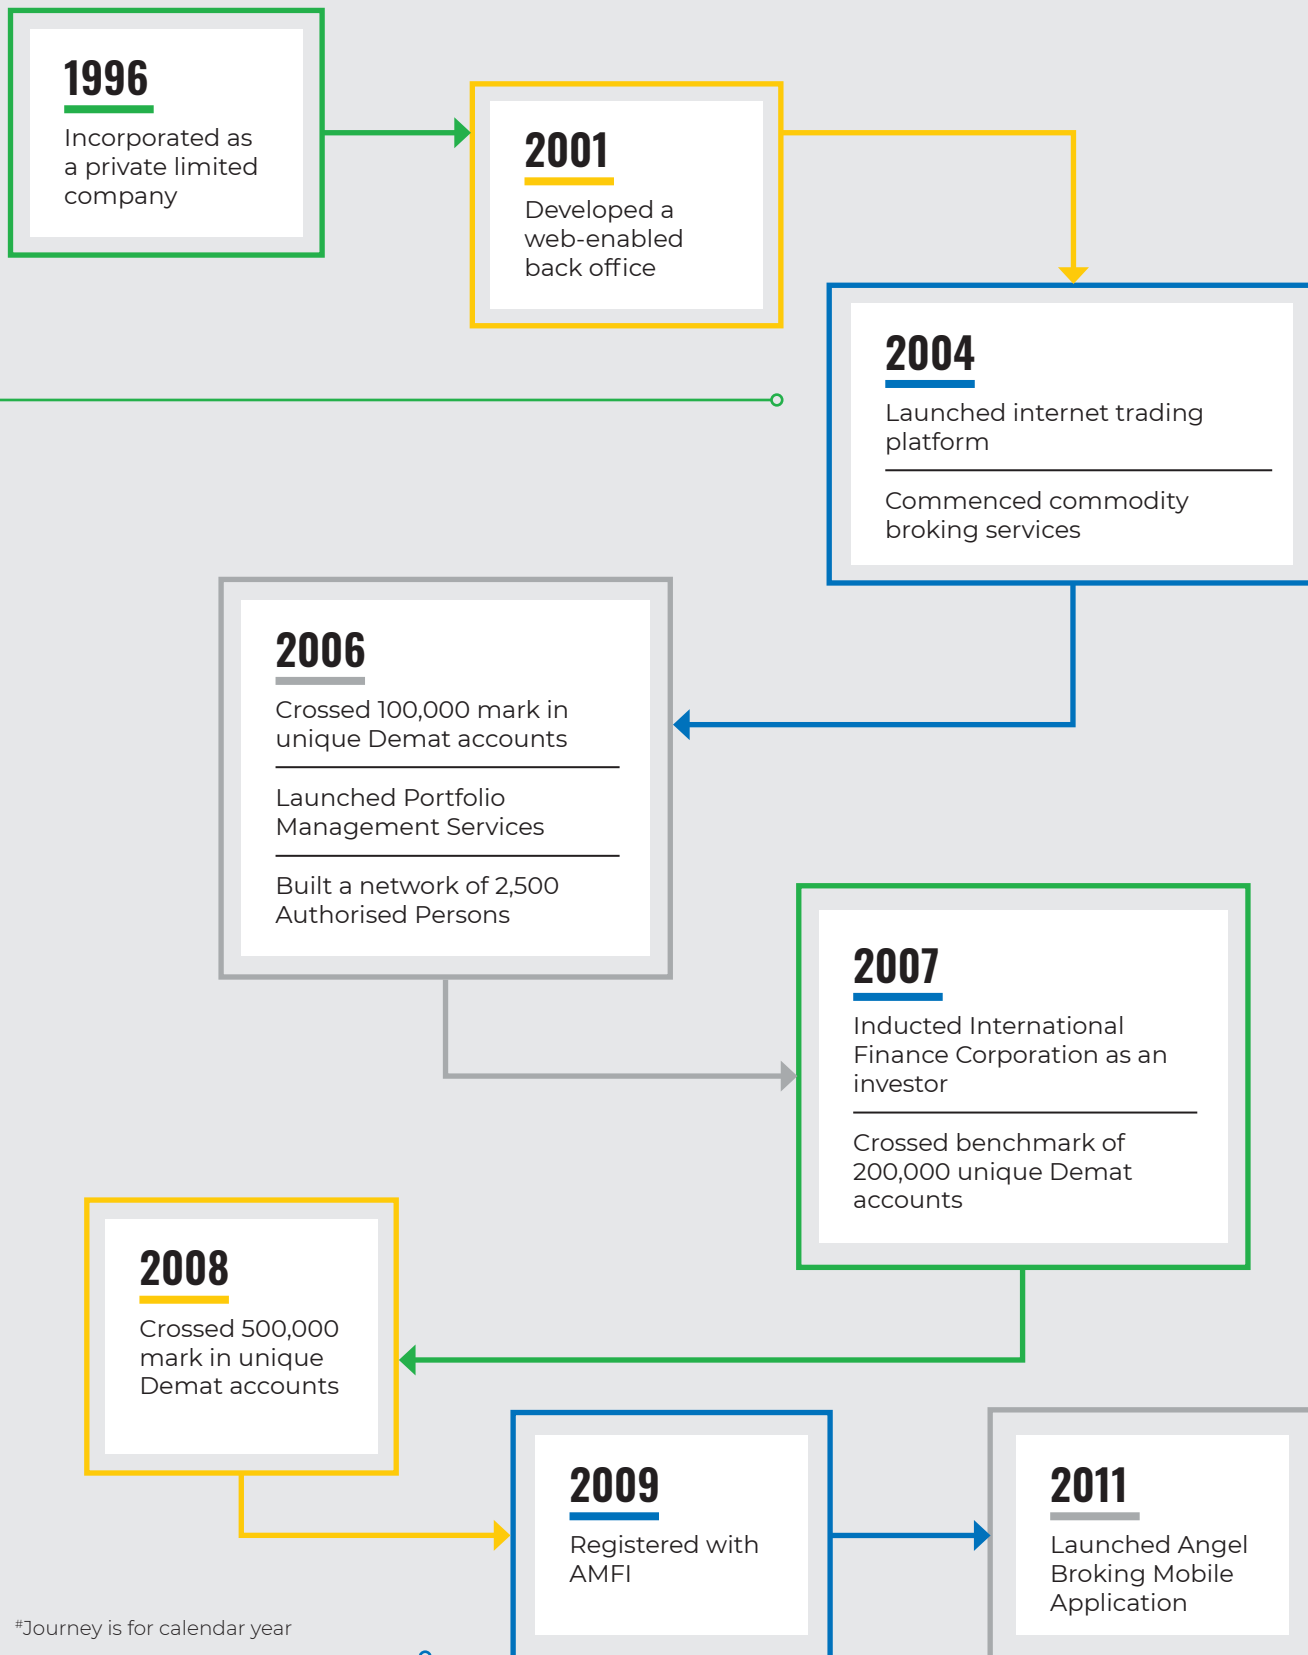 1996
Incorporated as
a private limited
company
2001
Developed a
web-enabled
back office
2004
Launched internet trading
platform
Commenced commodity
broking services
2006
Crossed 100,000 mark in
unique Demat accounts
Launched Portfolio
Management Services
Built a network of 2,500
Authorised Persons
2007
Inducted International
Finance Corporation as an
investor
Crossed benchmark of
200,000 unique Demat
accounts
2008
Crossed 500,000
mark in unique
Demat accounts
2009
Registered with
AMFI
2011
Launched Angel
Broking Mobile
Application
#Journey is for calendar year